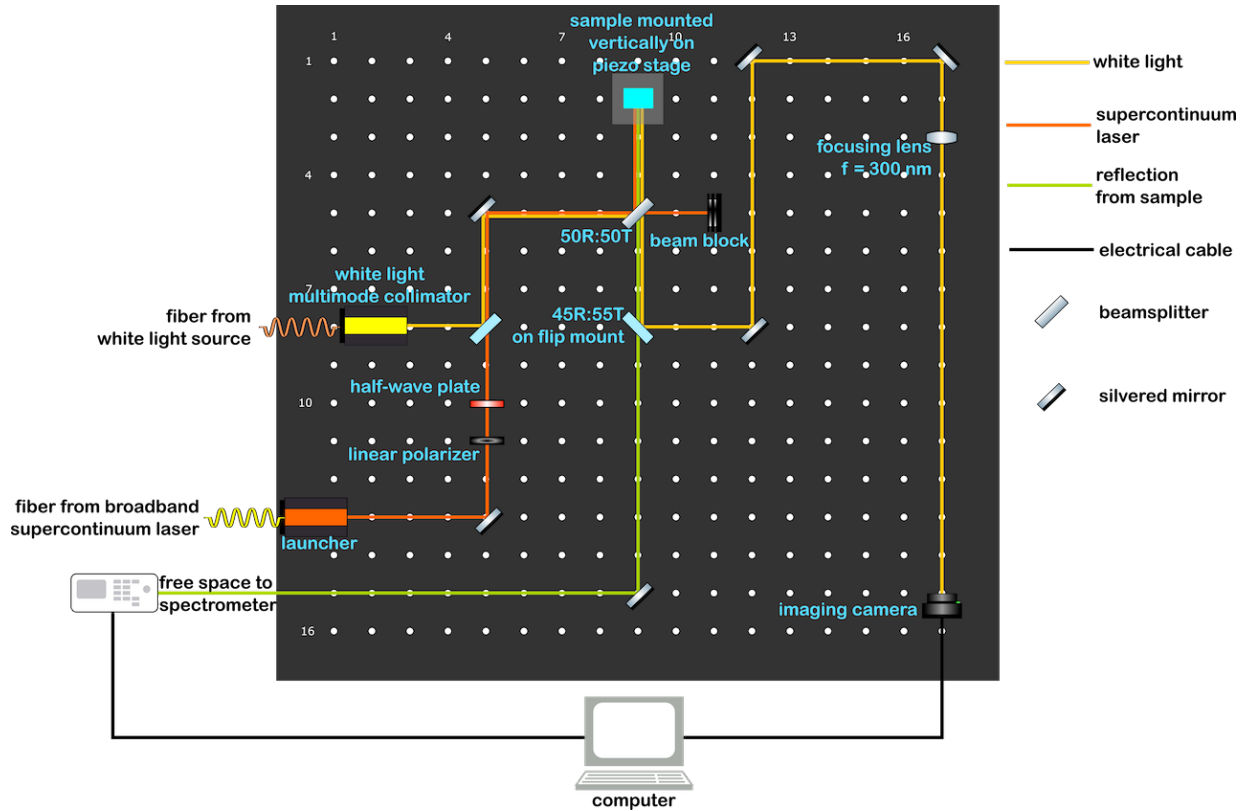 sample mounted
vertically on
piezo stage
1
4
7
10
13
16
1
4
7
10
16
white light
supercontinuum
laser
reflection
from sample
electrical cable
beamsplitter
silvered mirror
focusing lens
f = 300 nm
50R:50T
beam block
white light
multimode collimator
45R:55T
on flip mount
fiber from
white light source
half-wave plate
linear polarizer
fiber from broadband
supercontinuum laser
launcher
free space to
spectrometer
imaging camera
computer